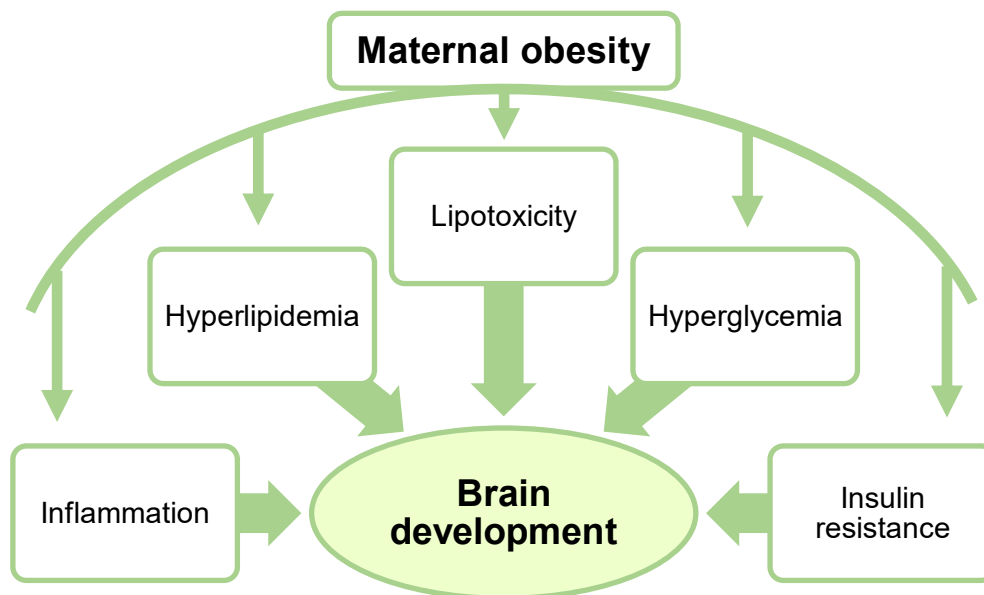 Maternal obesity
Lipotoxicity
Hyperlipidemia
Hyperglycemia
Inflammation
Brain
development
Insulin
resistance